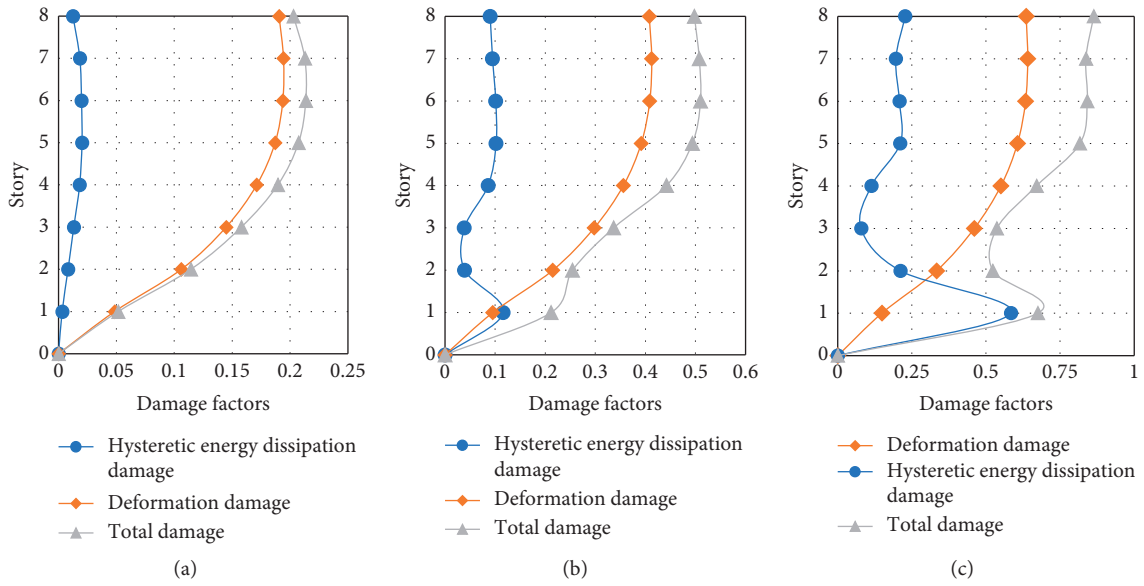 8
7
6
5
4
3
2
1
0
Story
0 0.05 0.1 0.15 0.2 0.25
Damage factors
Hysteretic energy dissipation
damage
Deformation damage
Total damage
(a)
8
7
6
5
4
3
2
1
0
Story
0 0.1 0.2 0.3 0.4 0.5 0.6
Damage factors
Hysteretic energy dissipation
damage
Deformation damage
Total damage
(b)
8
7
6
5
4
3
2
1
0
Story
0 0.25 0.5 0.75 1
Damage factors
Deformation damage
Hysteretic energy dissipation
damage
Total damage
(c)